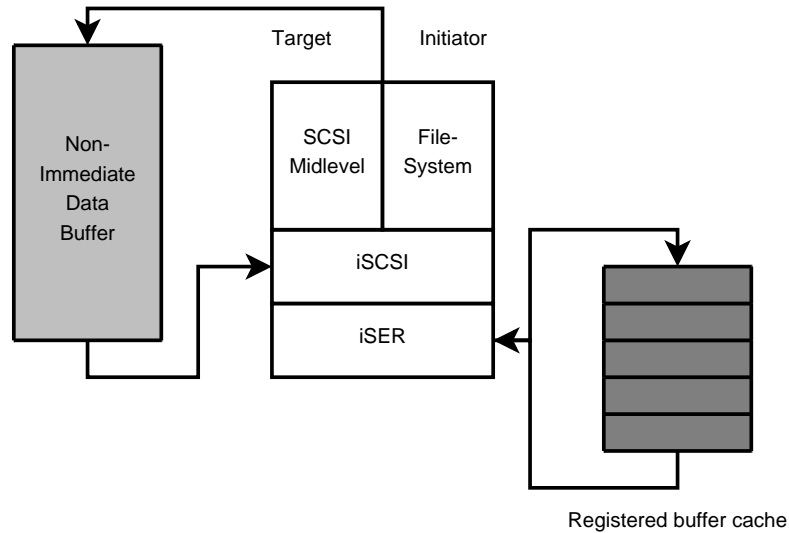 Target
Initiator
Non-
Immediate
Data
Buffer
SCSI
Midlevel
File-
System
iSCSI
iSER
Registered buffer cache